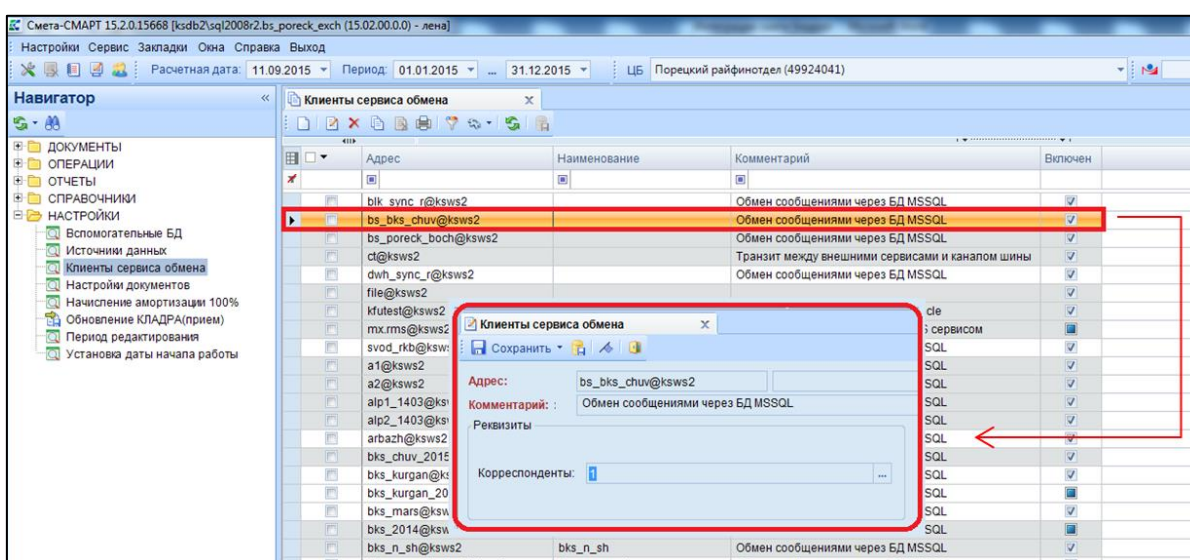 Смета-СМАРТ 15.2.0.15668 [ksdb2\sql2008r2.bs_poreck_exch (15.02.00.0.0) - лена]
Настройки Сервис Закладки Окна Справка Выход
Расчетная дата: 11.09.2015 Период: 01.01.2015 ... 31.12.2015 ЦБ Порецкий райфинотдел (49924041)
Навигатор «
Клиенты сервиса обмена x
ДОКУМЕНТЫ
ОПЕРАЦИИ
ОТЧЕТЫ
СПРАВОЧНИКИ
НАСТРОЙКИ
Вспомогательные БД
Источники данных
Клиенты сервиса обмена
Настройки документов
Начисление амортизации 100%
Обновление КЛАДРА(прием)
Период редактирования
Установка даты начала работы
Адрес Наименование Комментарий Включен
blk_sync_r@ksws2 Обмен сообщениями через БД MSSQL
bs_bks_chuv@ksws2 Обмен сообщениями через БД MSSQL
bs_poreck_boch@ksws2 Обмен сообщениями через БД MSSQL
ct@ksws2 Транзит между внешними сервисами и каналом шины
dwh_sync_r@ksws2 Обмен сообщениями через БД MSSQL
file@ksws2
kfutest@ksws2 cle
mx.rms@ksws2 сервисом
svod_rkb@ksws SQL
a1@ksws2 SQL
a2@ksws2 SQL
alp1_1403@ksw SQL
alp2_1403@ksw SQL
arbazh@ksws2 SQL
bks_chuv_2015 SQL
bks_kurgan@ks SQL
bks_kurgan_20 SQL
bks_mars@ksw SQL
bks_2014@ksw SQL
bks_n_sh@ksws2 bks_n_sh Обмен сообщениями через БД MSSQL
Клиенты сервиса обмена x
Сохранить
Адрес: bs_bks_chuv@ksws2
Комментарий: : Обмен сообщениями через БД MSSQL
Реквизиты
Корреспонденты: 1 ...